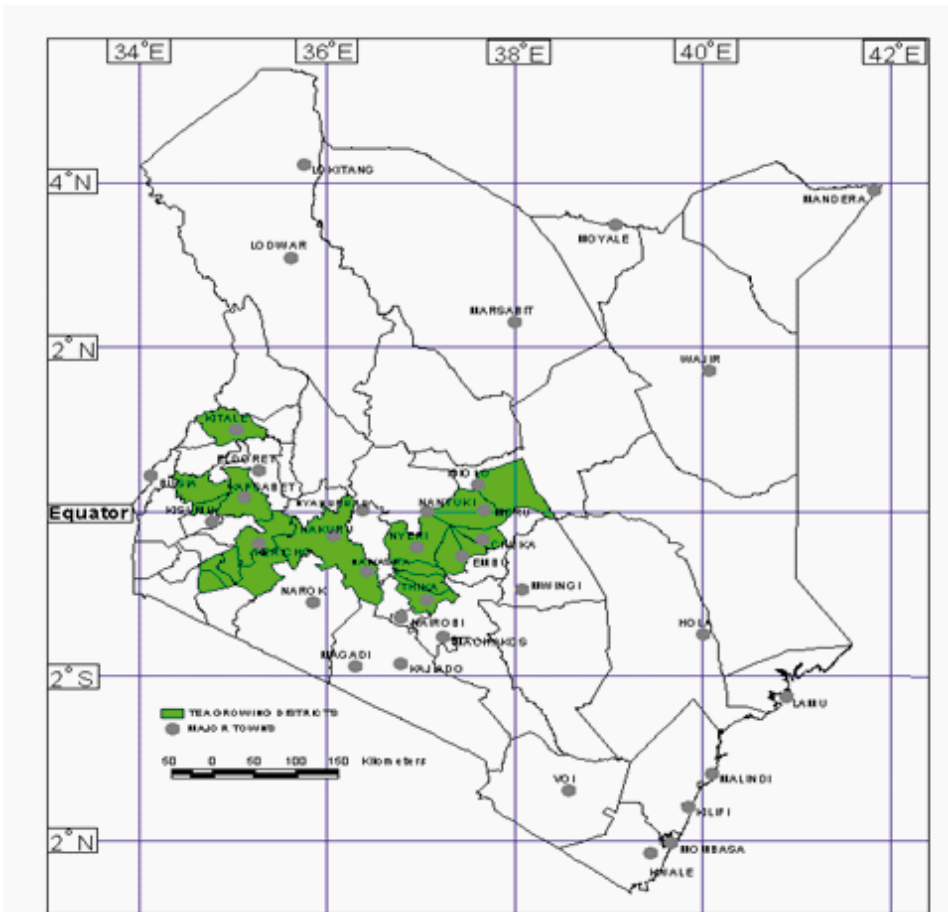 34°E 36°E 38°E 40°E 42°E
4°N
LOKITANG
MANDERA
MOYALE
LODWAR
MARSABIT
2°N
WAJIR
KITALE
ELDORET
ISIOLO
BUSIA
KAPSABET
NANYUKI
MERU
Equator
KISUMU
NAKURU
NYERI
CHUKA
KERICHO
EMBU
NAIVASHA
THIKA
NAROK
MWINGI
NAIROBI
HOLA
MACHAKOS
MAGADI
KAJIADO
2°S
LAMU
TEA GROWING DISTRICTS
MAJOR TOWNS
50 0 50 100 150 Kilometers
VOI
MALINDI
KILIFI
2°N
MOMBASA
KWALE